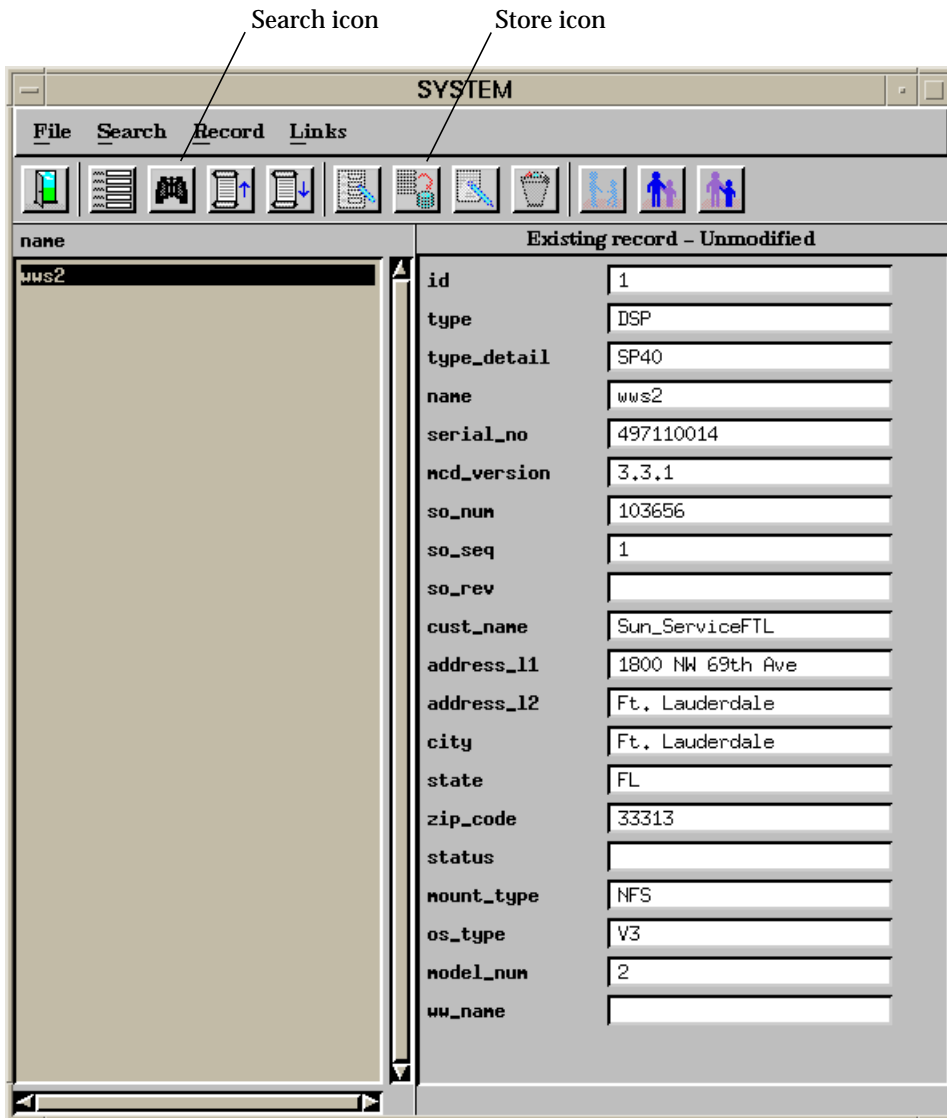 Search icon Store icon
SYSTEM
File Search Record Links
name
Existing record – Unmodified
wws2
id 1
type DSP
type_detail SP40
name wws2
serial_no 497110014
mcd_version 3.3.1
so_num 103656
so_seq 1
so_rev
cust_name Sun_ServiceFTL
address_l1 1800 NW 69th Ave
address_l2 Ft. Lauderdale
city Ft. Lauderdale
state FL
zip_code 33313
status
mount_type NFS
os_type V3
model_num 2
ww_name